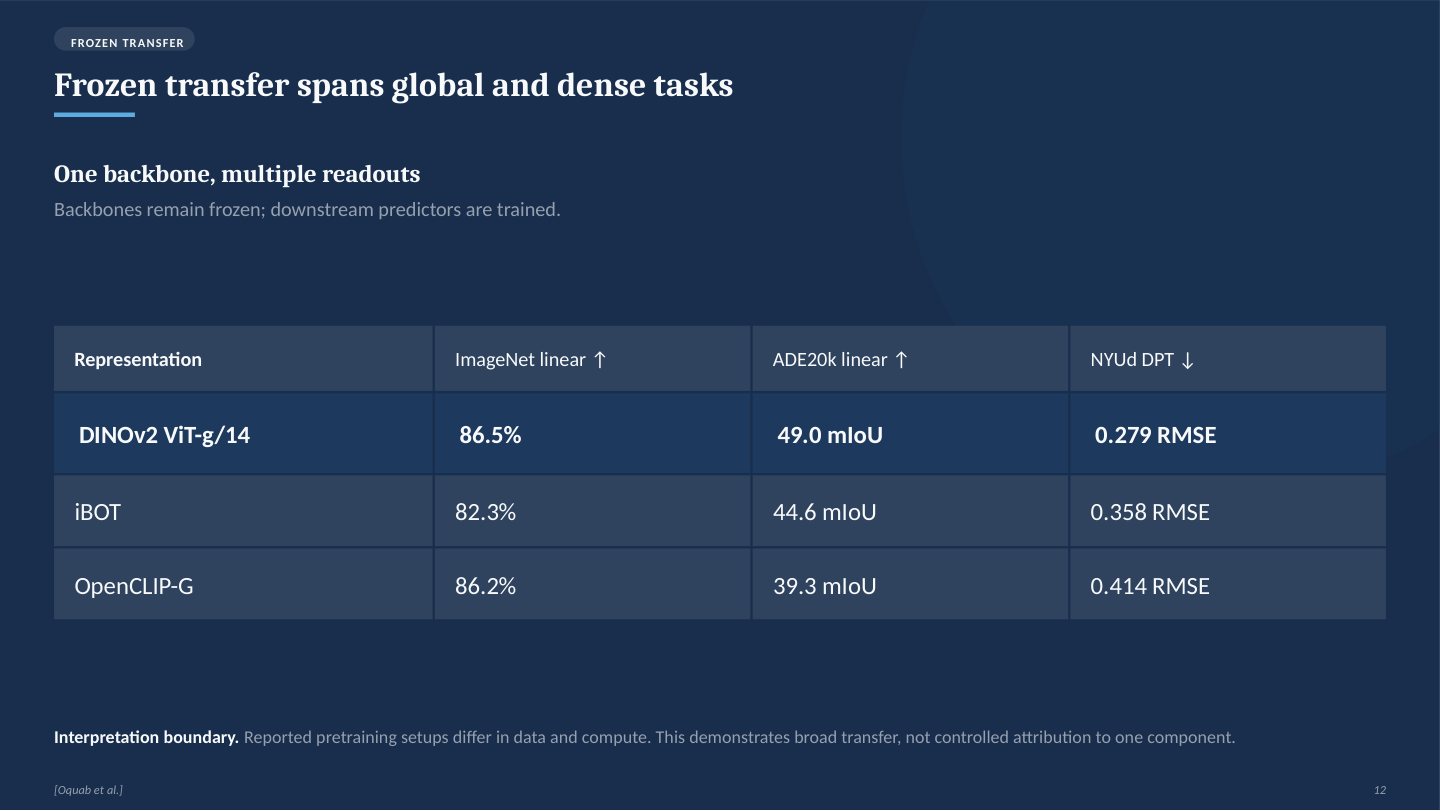 FROZEN TRANSFER
Frozen transfer spans global and dense tasks
One backbone, multiple readouts
Backbones remain frozen; downstream predictors are trained.
Representation ImageNet linear ↑ ADE20k linear ↑ NYUd DPT ↓
DINOv2 ViT-g/14 86.5% 49.0 mIoU 0.279 RMSE
iBOT 82.3% 44.6 mIoU 0.358 RMSE
OpenCLIP-G 86.2% 39.3 mIoU 0.414 RMSE
Interpretation boundary. Reported pretraining setups differ in data and compute. This demonstrates broad transfer, not controlled attribution to one component.
[Oquab et al.] 12